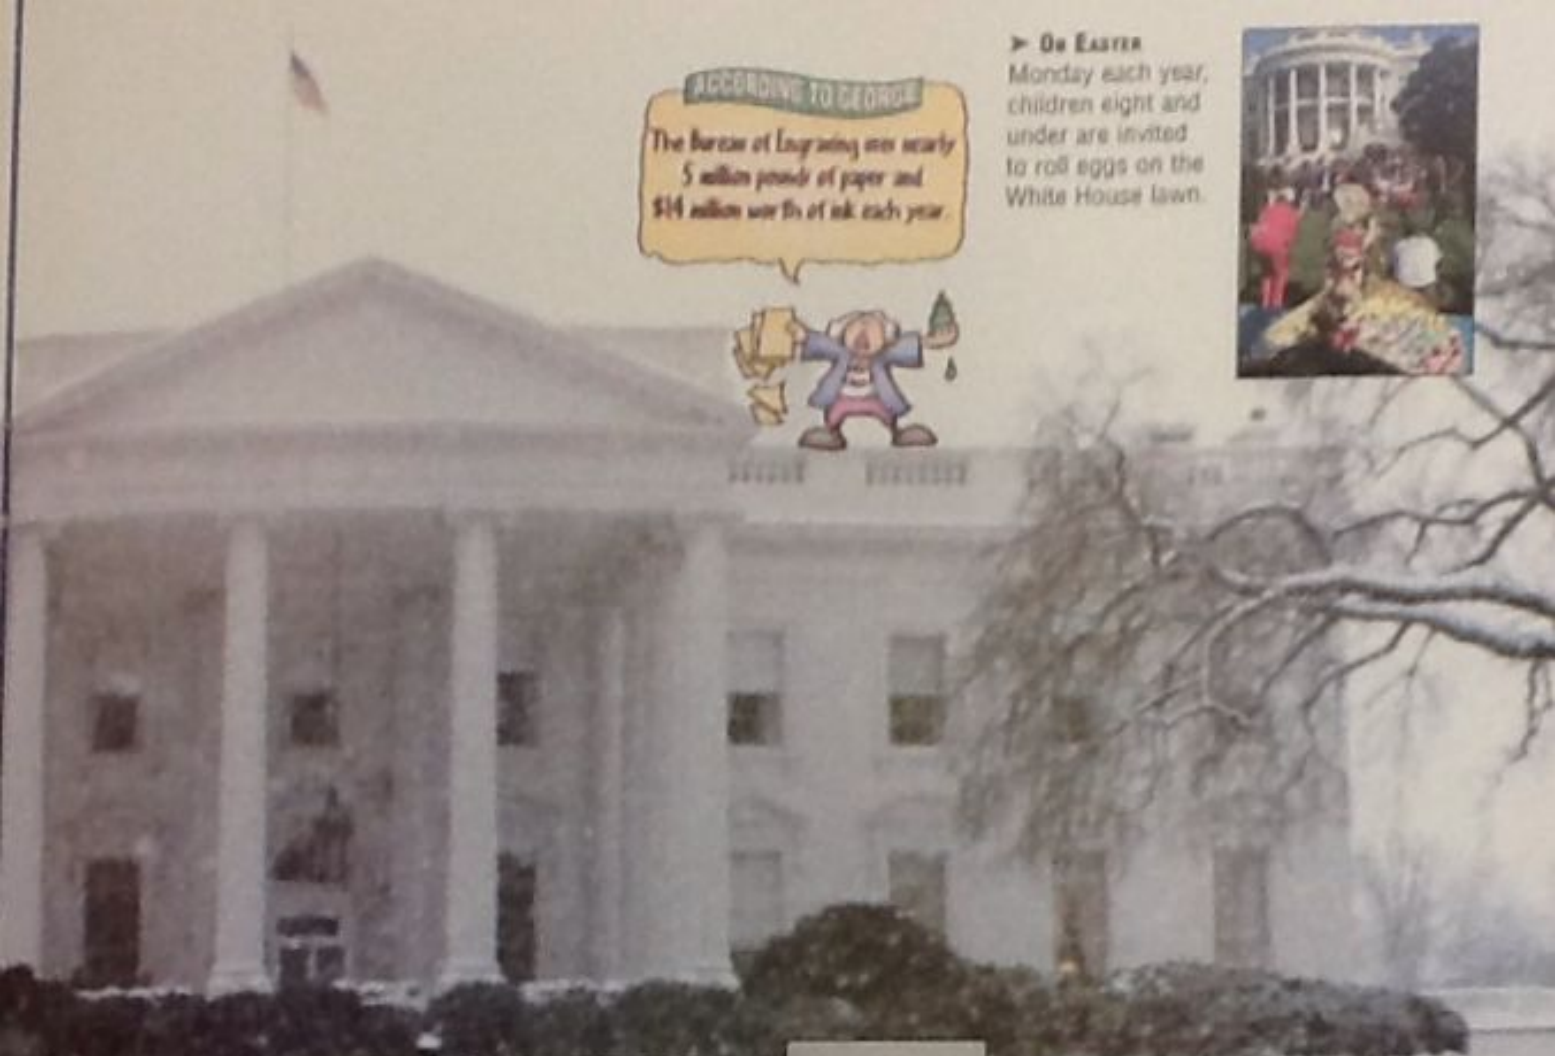 ACCORDING TO GEORGE
The Bureau of Engraving uses nearly
5 million pounds of paper and
$14 million worth of ink each year.
➤ ON EASTER
Monday each year,
children eight and
under are invited
to roll eggs on the
White House lawn.